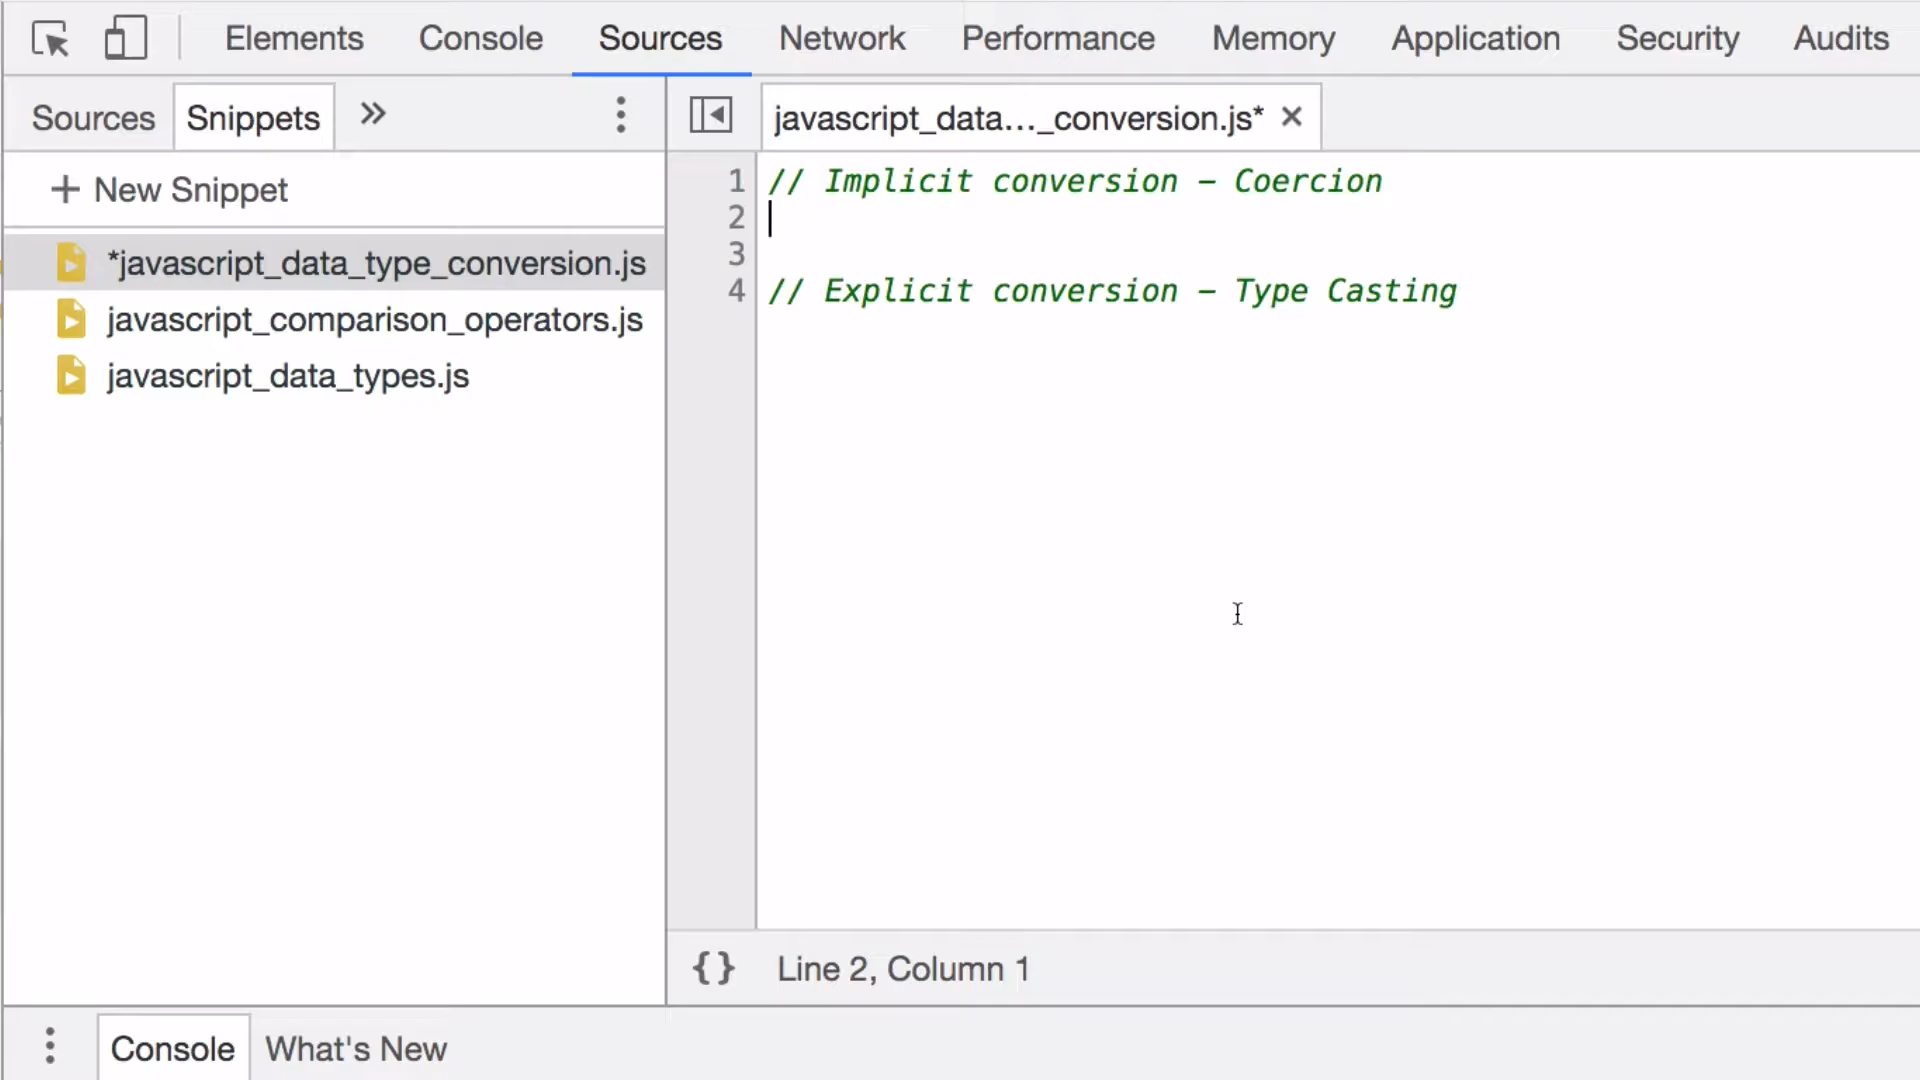 Elements Console Sources Network Performance Memory Application Security Audits
Sources Snippets »
javascript_data..._conversion.js* ×
+ New Snippet
*javascript_data_type_conversion.js
javascript_comparison_operators.js
javascript_data_types.js
1 // Implicit conversion – Coercion
2
3
4 // Explicit conversion – Type Casting
{} Line 2, Column 1
Console What's New